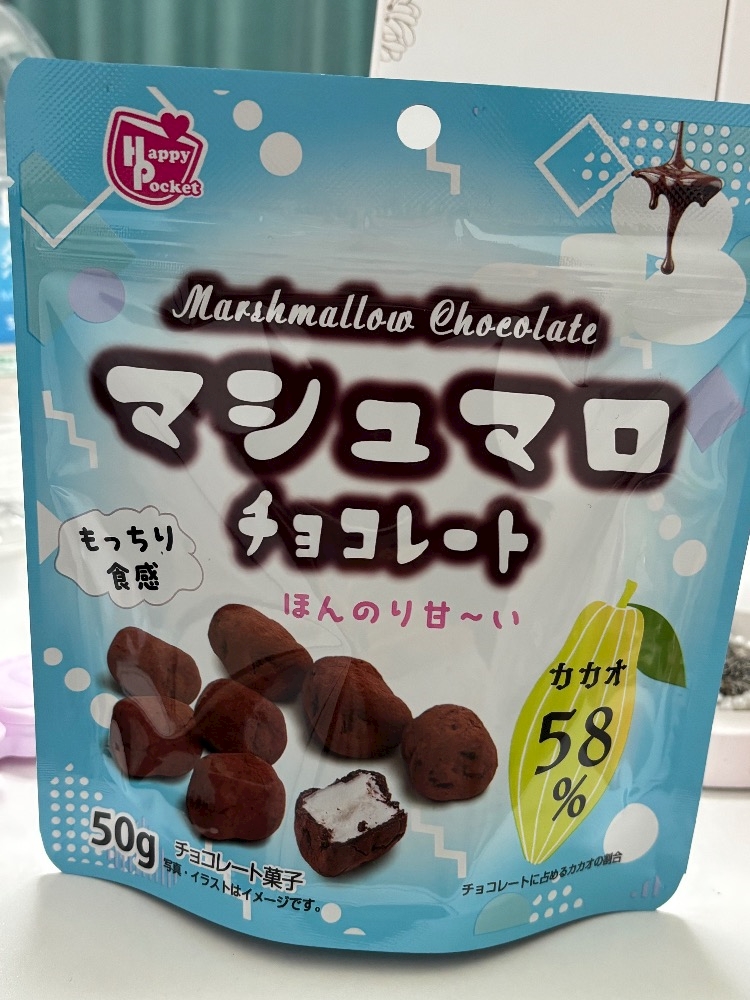 Happy
Pocket
Marshmallow Chocolate
マシュマロ
チョコレート
もっちり
食感
ほんのり甘〜い
カカオ
58
%
50g
チョコレート菓子
写真・イラストはイメージです。
チョコレートに占めるカカオの割合